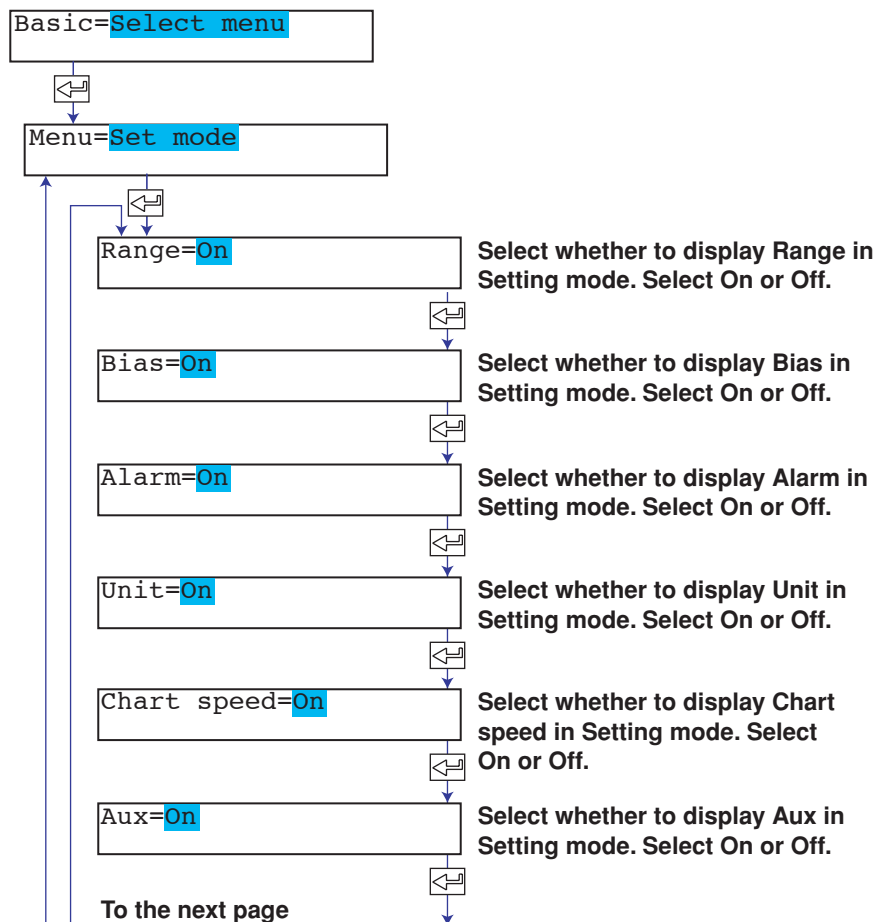 Basic=Select menu
Menu=Set mode
Range=On
Select whether to display Range in
Setting mode. Select On or Off.
Bias=On
Select whether to display Bias in
Setting mode. Select On or Off.
Alarm=On
Select whether to display Alarm in
Setting mode. Select On or Off.
Unit=On
Select whether to display Unit in
Setting mode. Select On or Off.
Chart speed=On
Select whether to display Chart
speed in Setting mode. Select
On or Off.
Aux=On
Select whether to display Aux in
Setting mode. Select On or Off.
To the next page